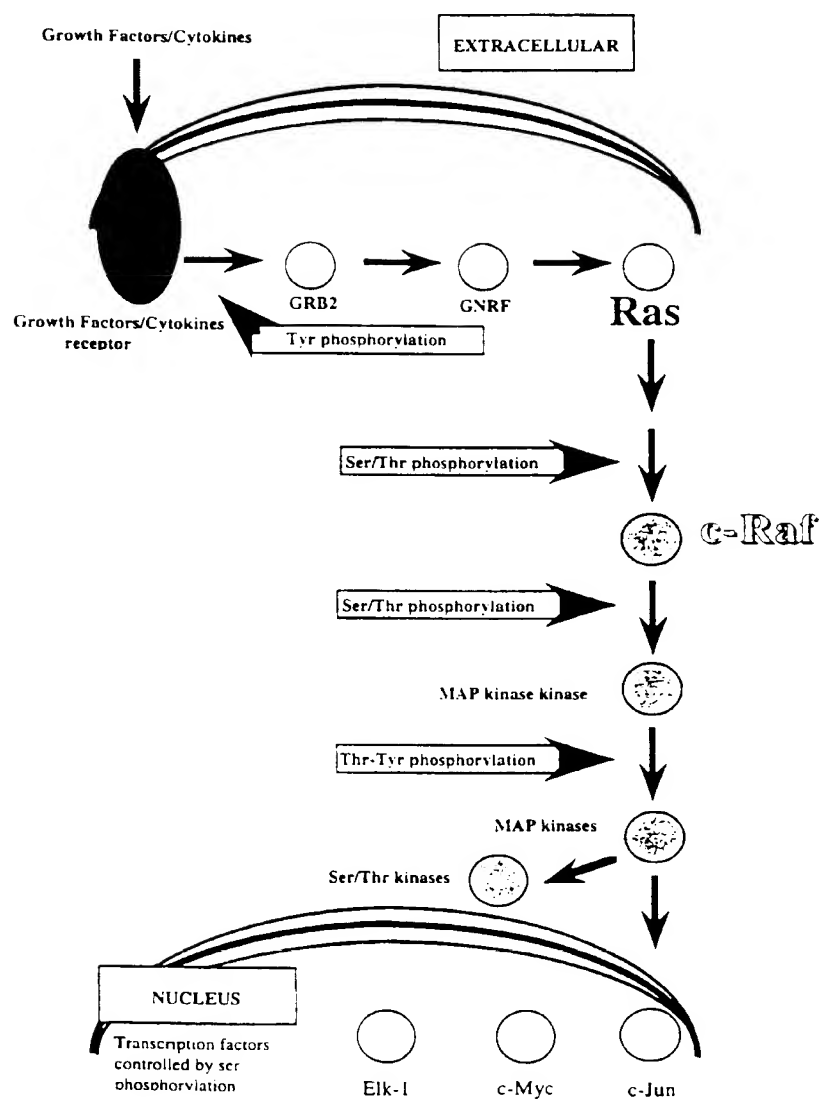 Growth Factors/Cytokines
EXTRACELLULAR
GRB2
GNRF
Ras
Growth Factors/Cytokines
receptor
Tyr phosphorylation
Ser/Thr phosphorylation
c-Raf
Ser/Thr phosphorylation
MAP kinase kinase
Thr-Tyr phosphorylation
MAP kinases
Ser/Thr kinases
NUCLEUS
Transcription factors
controlled by ser
phosphorylation
Elk-1
c-Myc
c-Jun